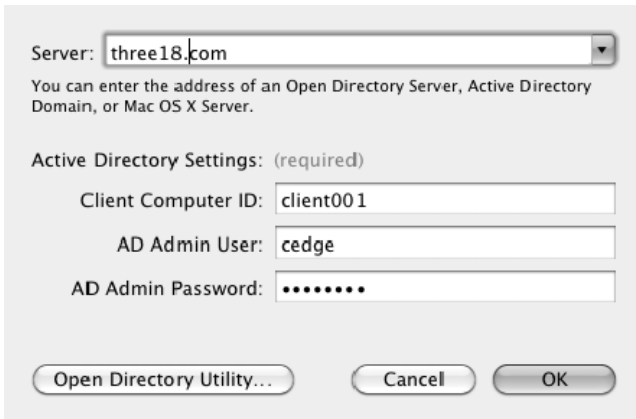 Server: three18.com
You can enter the address of an Open Directory Server, Active Directory
Domain, or Mac OS X Server.
Active Directory Settings: (required)
Client Computer ID: client001
AD Admin User: cedge
AD Admin Password: ••••••••
Open Directory Utility... Cancel OK